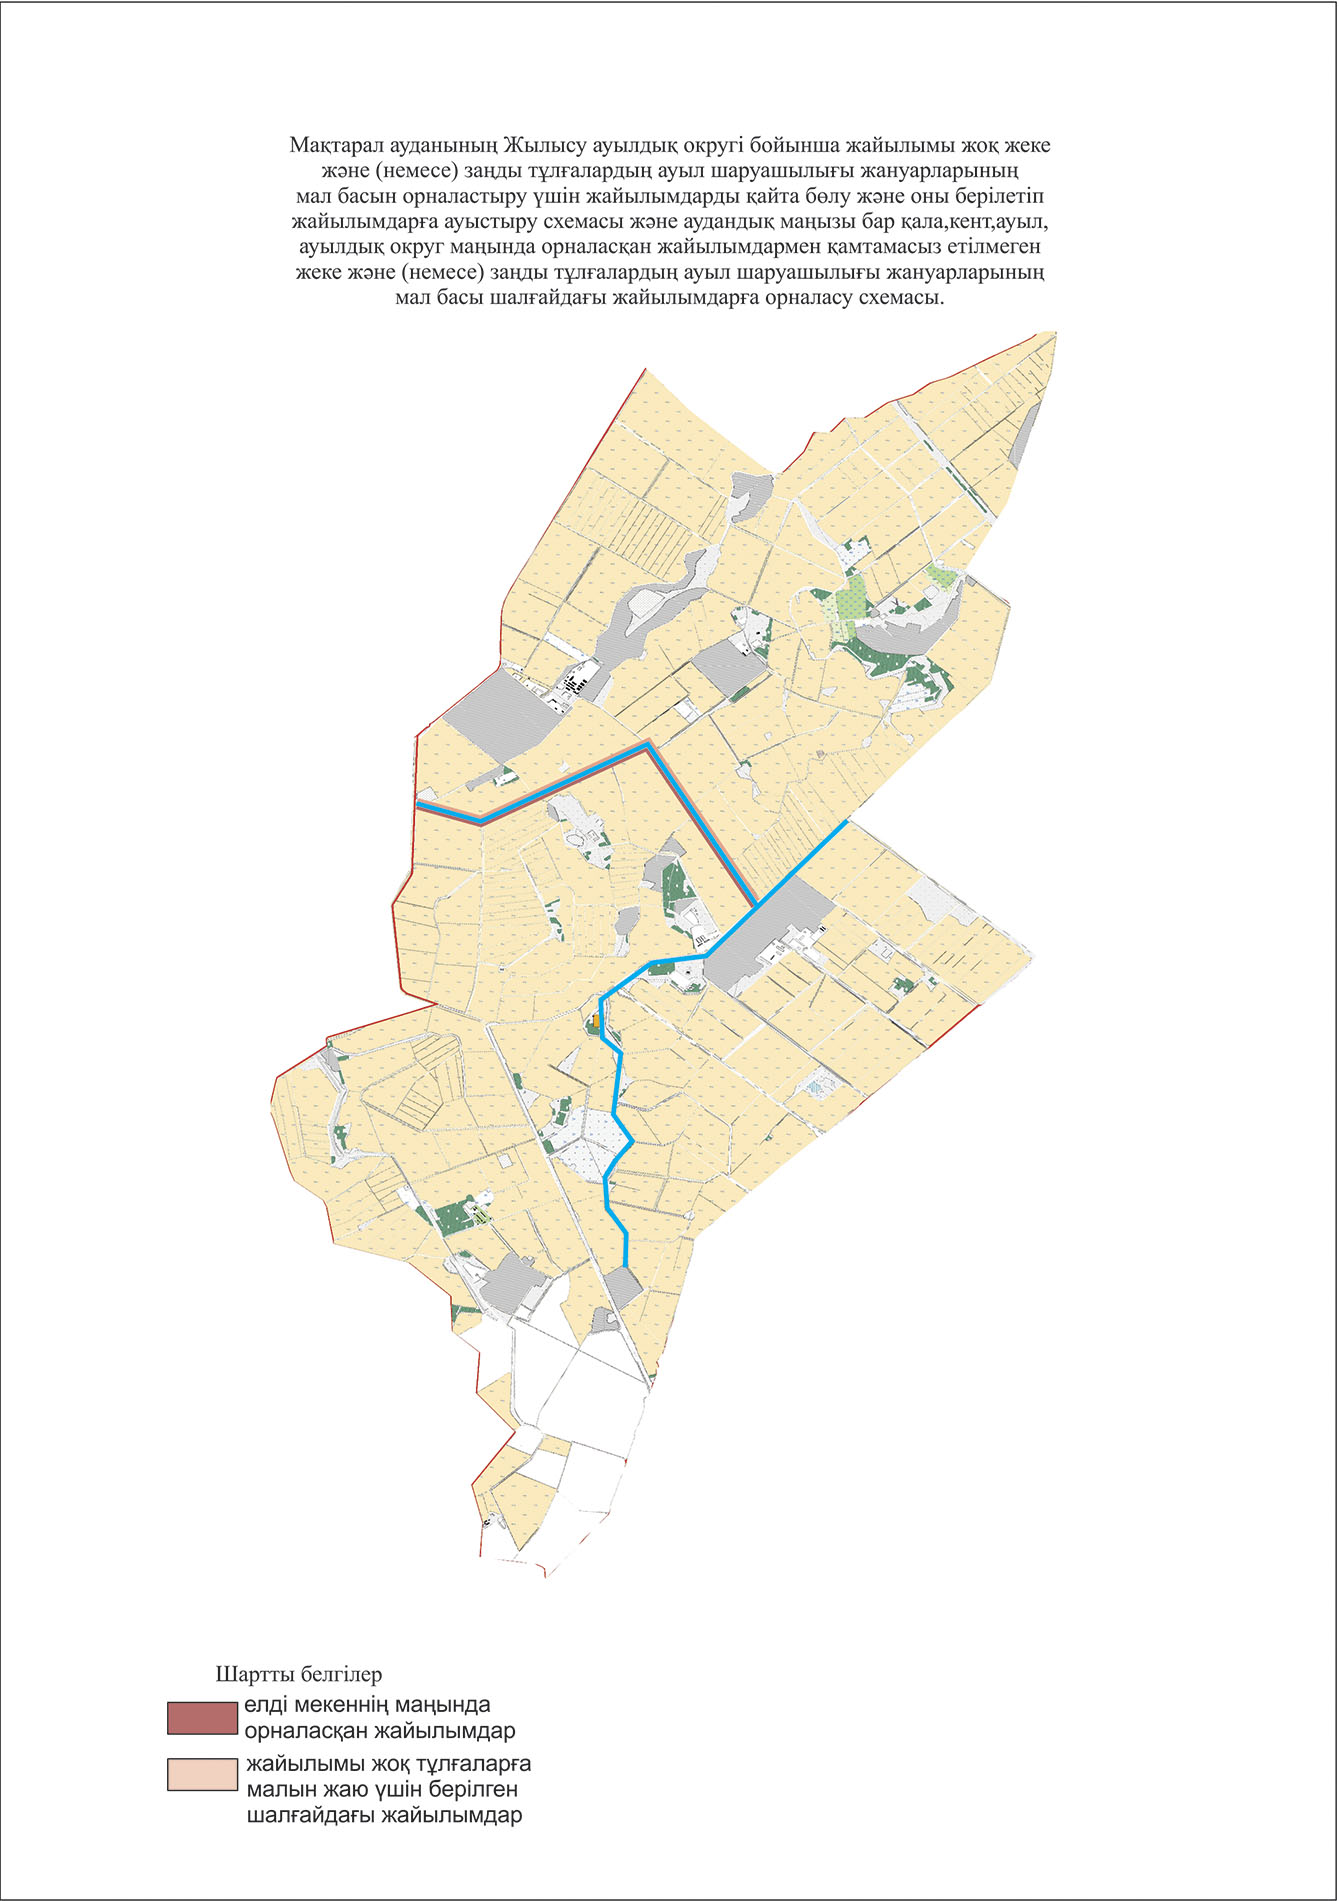 Мақтарал ауданының Жылысу ауылдық округі бойынша жайылымы жоқ жеке
және (немесе) заңды тұлғалардың ауыл шаруашылығы жануарларының
мал басын орналастыру үшін жайылымдарды қайта бөлу және оны берілетіп
жайылымдарға ауыстыру схемасы және аудандық маңызы бар қала,кент,ауыл,
ауылдық округ маңында орналасқан жайылымдармен қамтамасыз етілмеген
жеке және (немесе) заңды тұлғалардың ауыл шаруашылығы жануарларының
мал басы шалғайдағы жайылымдарға орналасу схемасы.
Шартты белгілер
елді мекеннің маңында
орналасқан жайылымдар
жайылымы жоқ тұлғаларға
малын жаю үшін берілген
шалғайдағы жайылымдар